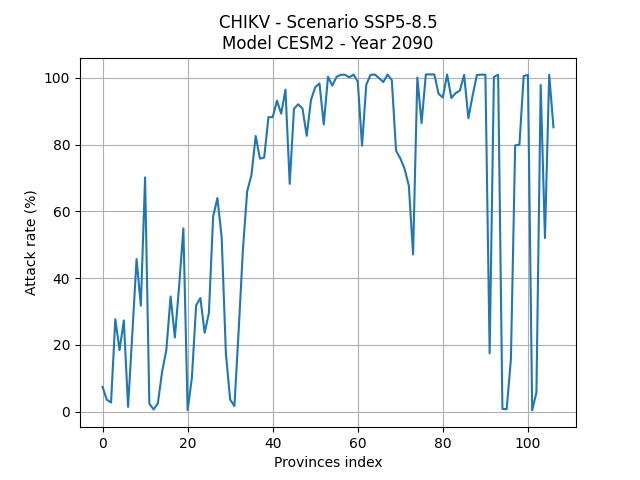 CHIKV - Scenario SSP5-8.5
Model CESM2 - Year 2090
100
80
60
40
20
0
Attack rate (%)
0 20 40 60 80 100
Provinces index